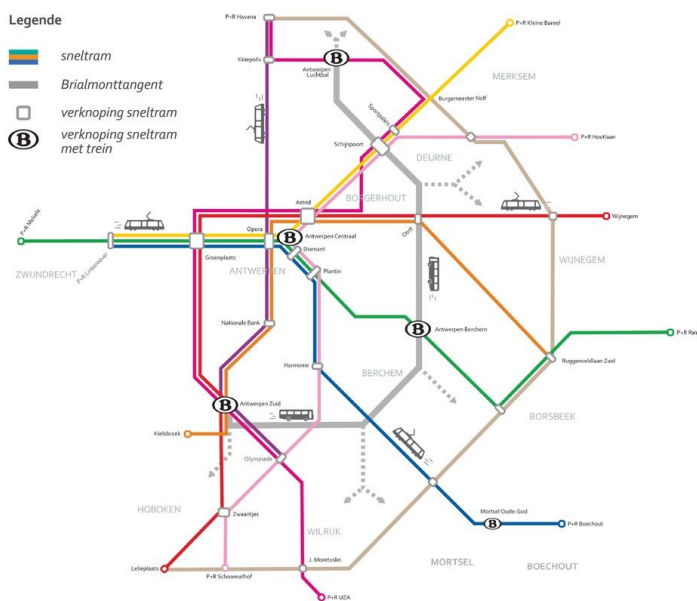 Legende
sneltram
Brialmonttangent
verknoping sneltram
B
verknoping sneltram
met trein
P+R Havana
P+R Kleine Bareel
Kinepolis
B
Antwerpen
Luchtbal
MERKSEM
Burgemeester Nolf
Sportpaleis
P+R Houtlaan
Schijnpoort
DEURNE
BORGERHOUT
Astrid
P+R Melsele
Opera
B
Antwerpen Centraal
Oost
Wijnegem
P+R Linkeroever
Diamant
ZWIJNDRECHT
Groenplaats
ANTWERPEN
Plantin
WIJNEGEM
Nationale Bank
B
Antwerpen Berchem
P+R Ran
Harmonie
Ruggenveldlaan Zuid
BERCHEM
B
Antwerpen Zuid
BORSBEEK
Kielsbroek
Olympiade
HOBOKEN
Zwaantjes
Mortsel Oude-God
B
P+R Boechout
WILRIJK
Lelieplaats
P+R Schoonselhof
J. Moretuslei
MORTSEL
BOECHOUT
P+R UZA